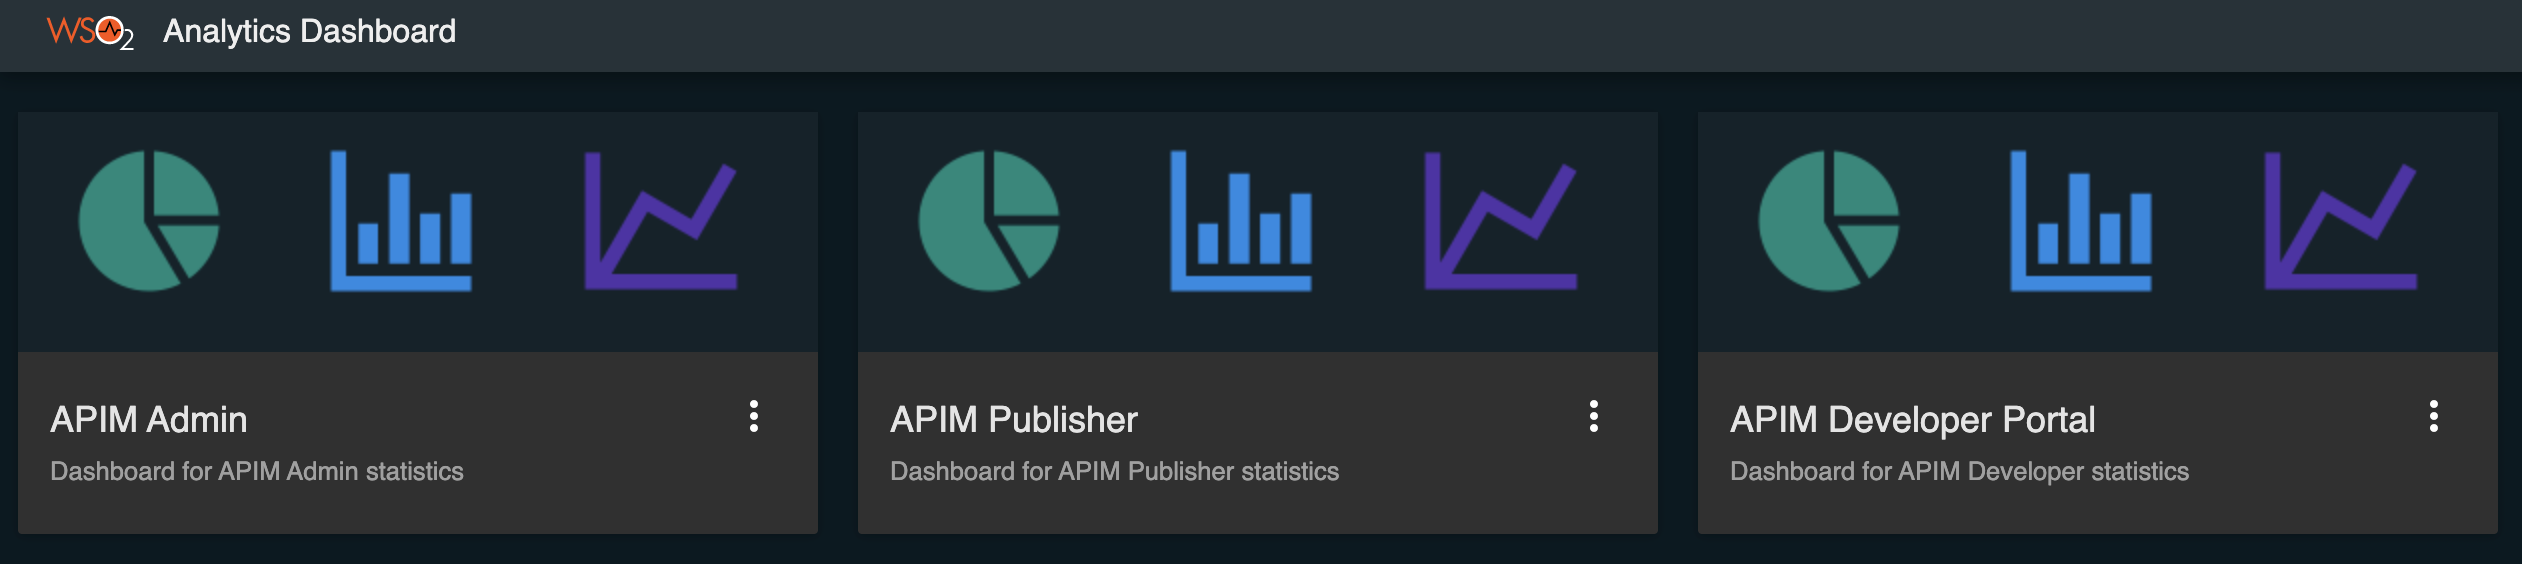 WSO2 Analytics Dashboard
APIM Admin
Dashboard for APIM Admin statistics
APIM Publisher
Dashboard for APIM Publisher statistics
APIM Developer Portal
Dashboard for APIM Developer statistics